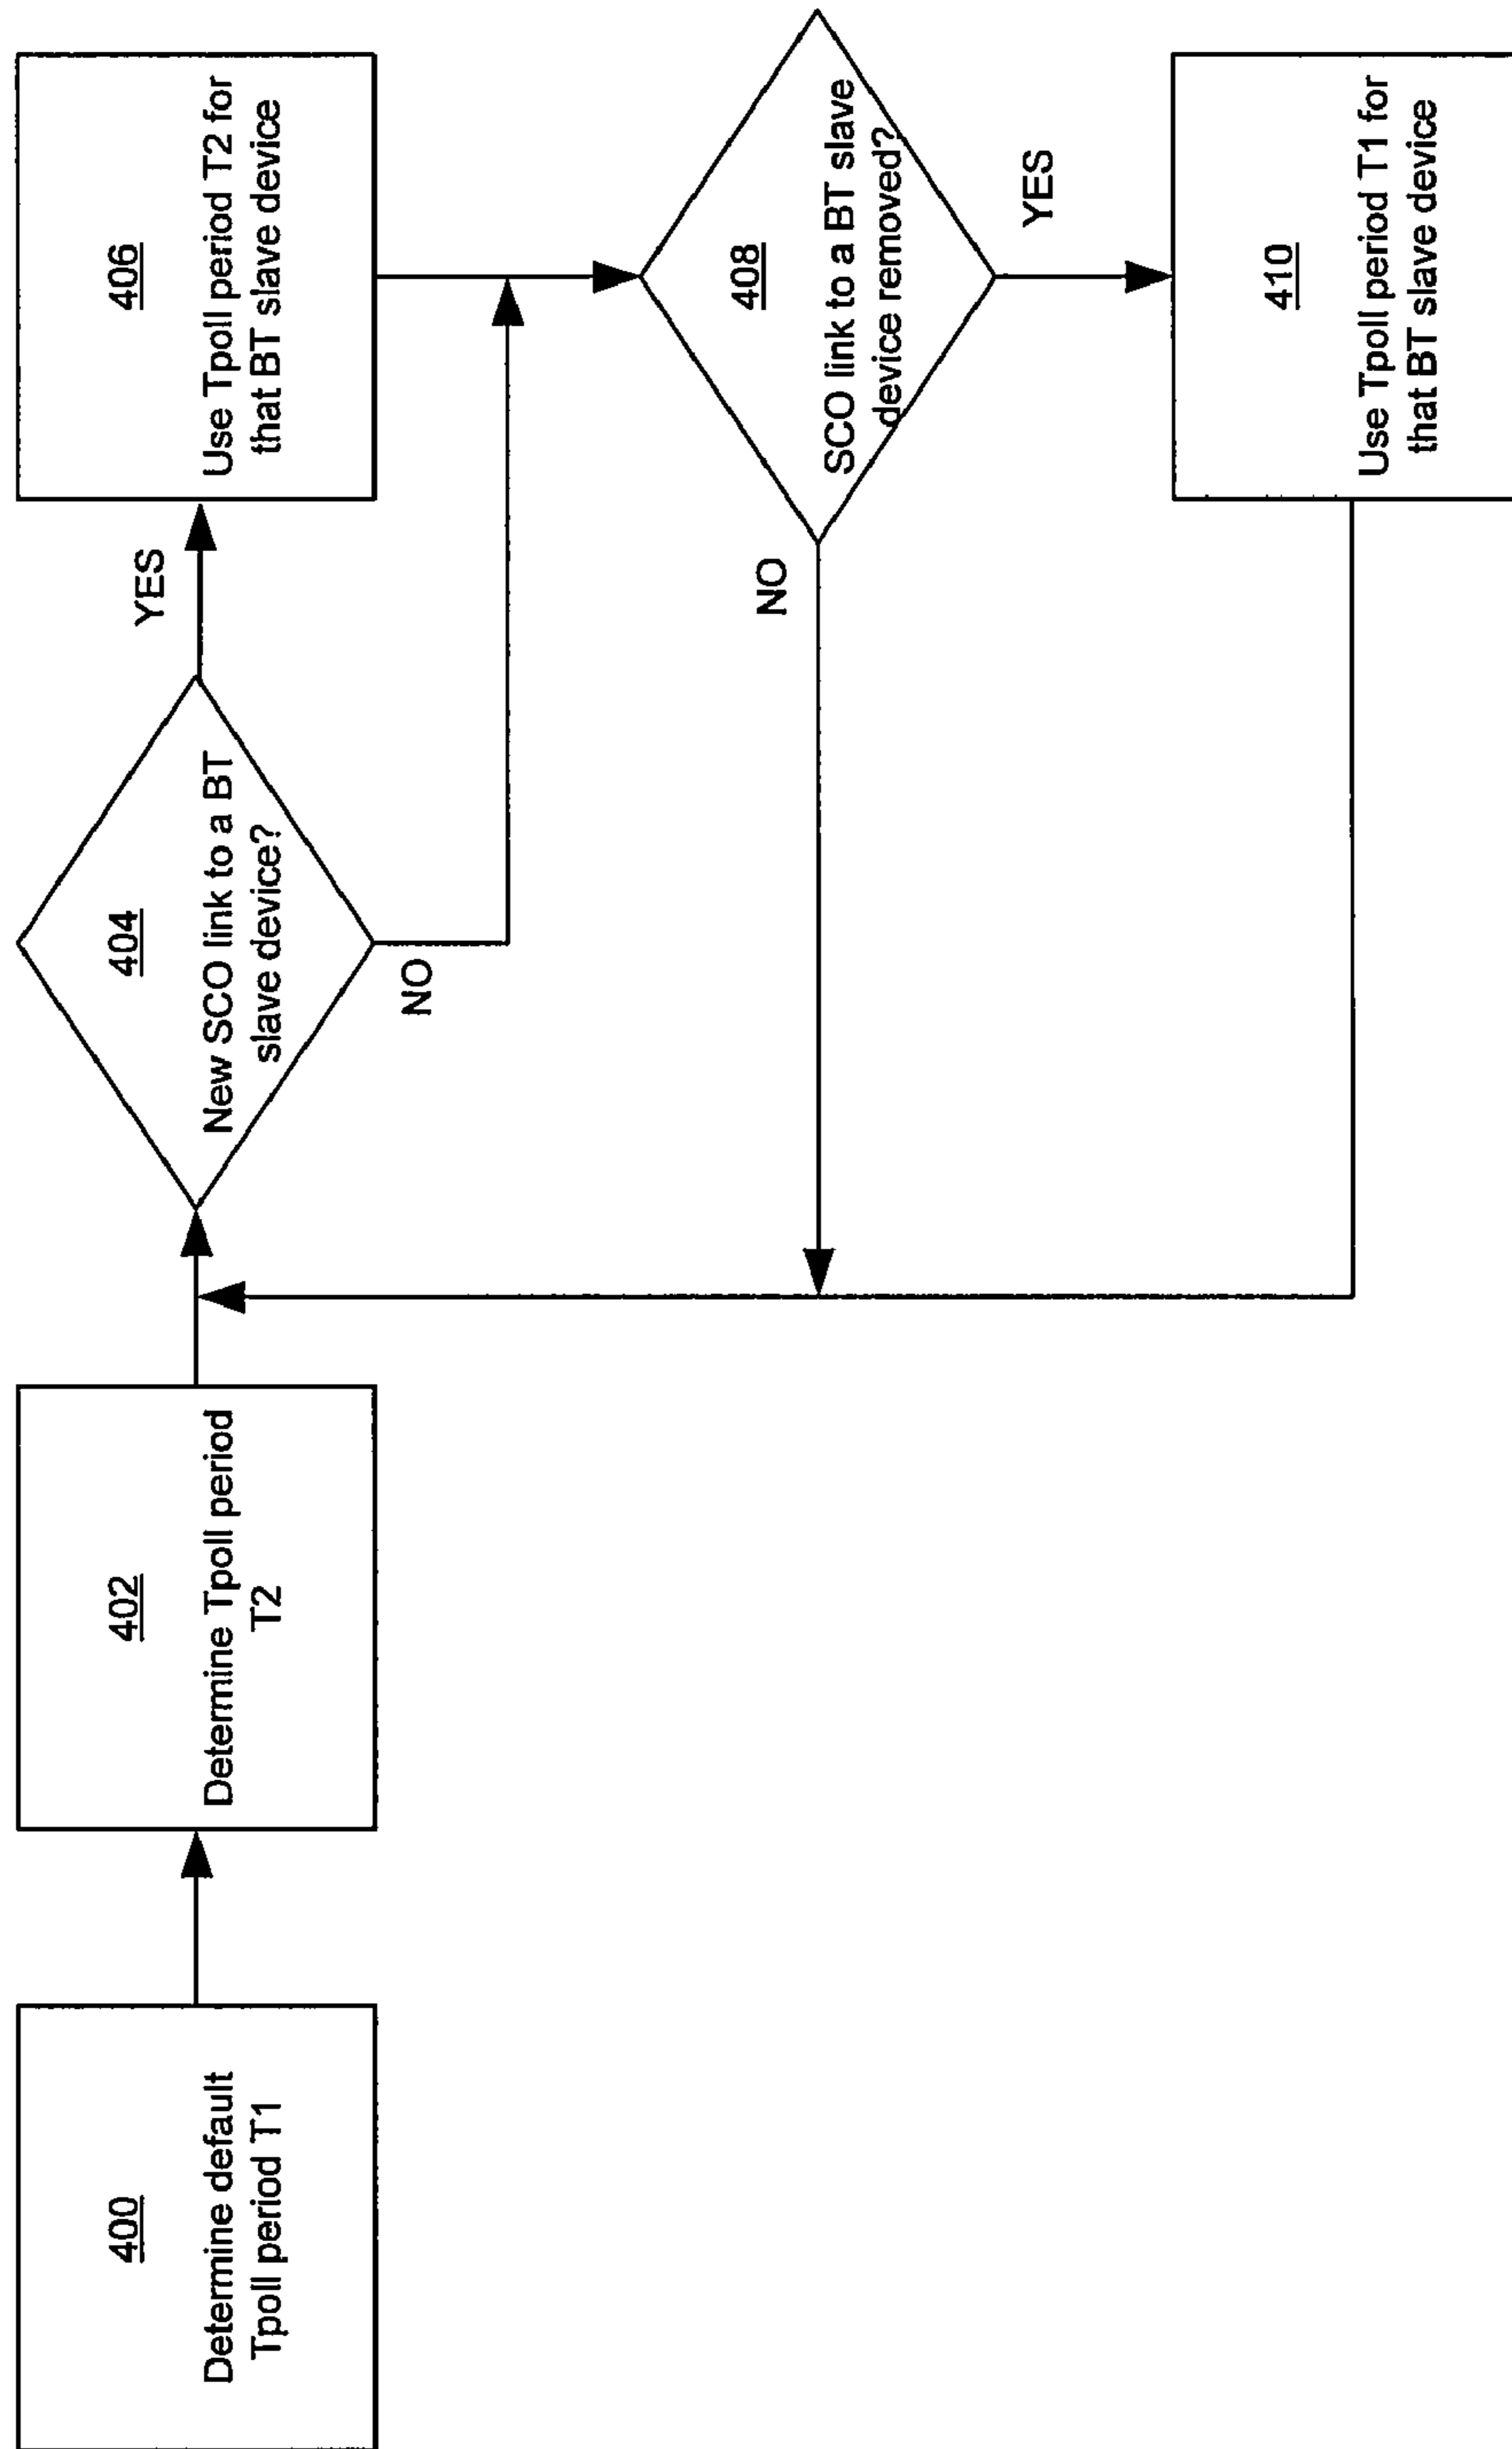 400
Determine default
Tpoll period T1
402
Determine Tpoll period
T2
404
New SCO link to a BT
slave device?
YES
NO
406
Use Tpoll period T2 for
that BT slave device
408
SCO link to a BT slave
device removed?
NO
YES
410
Use Tpoll period T1 for
that BT slave device